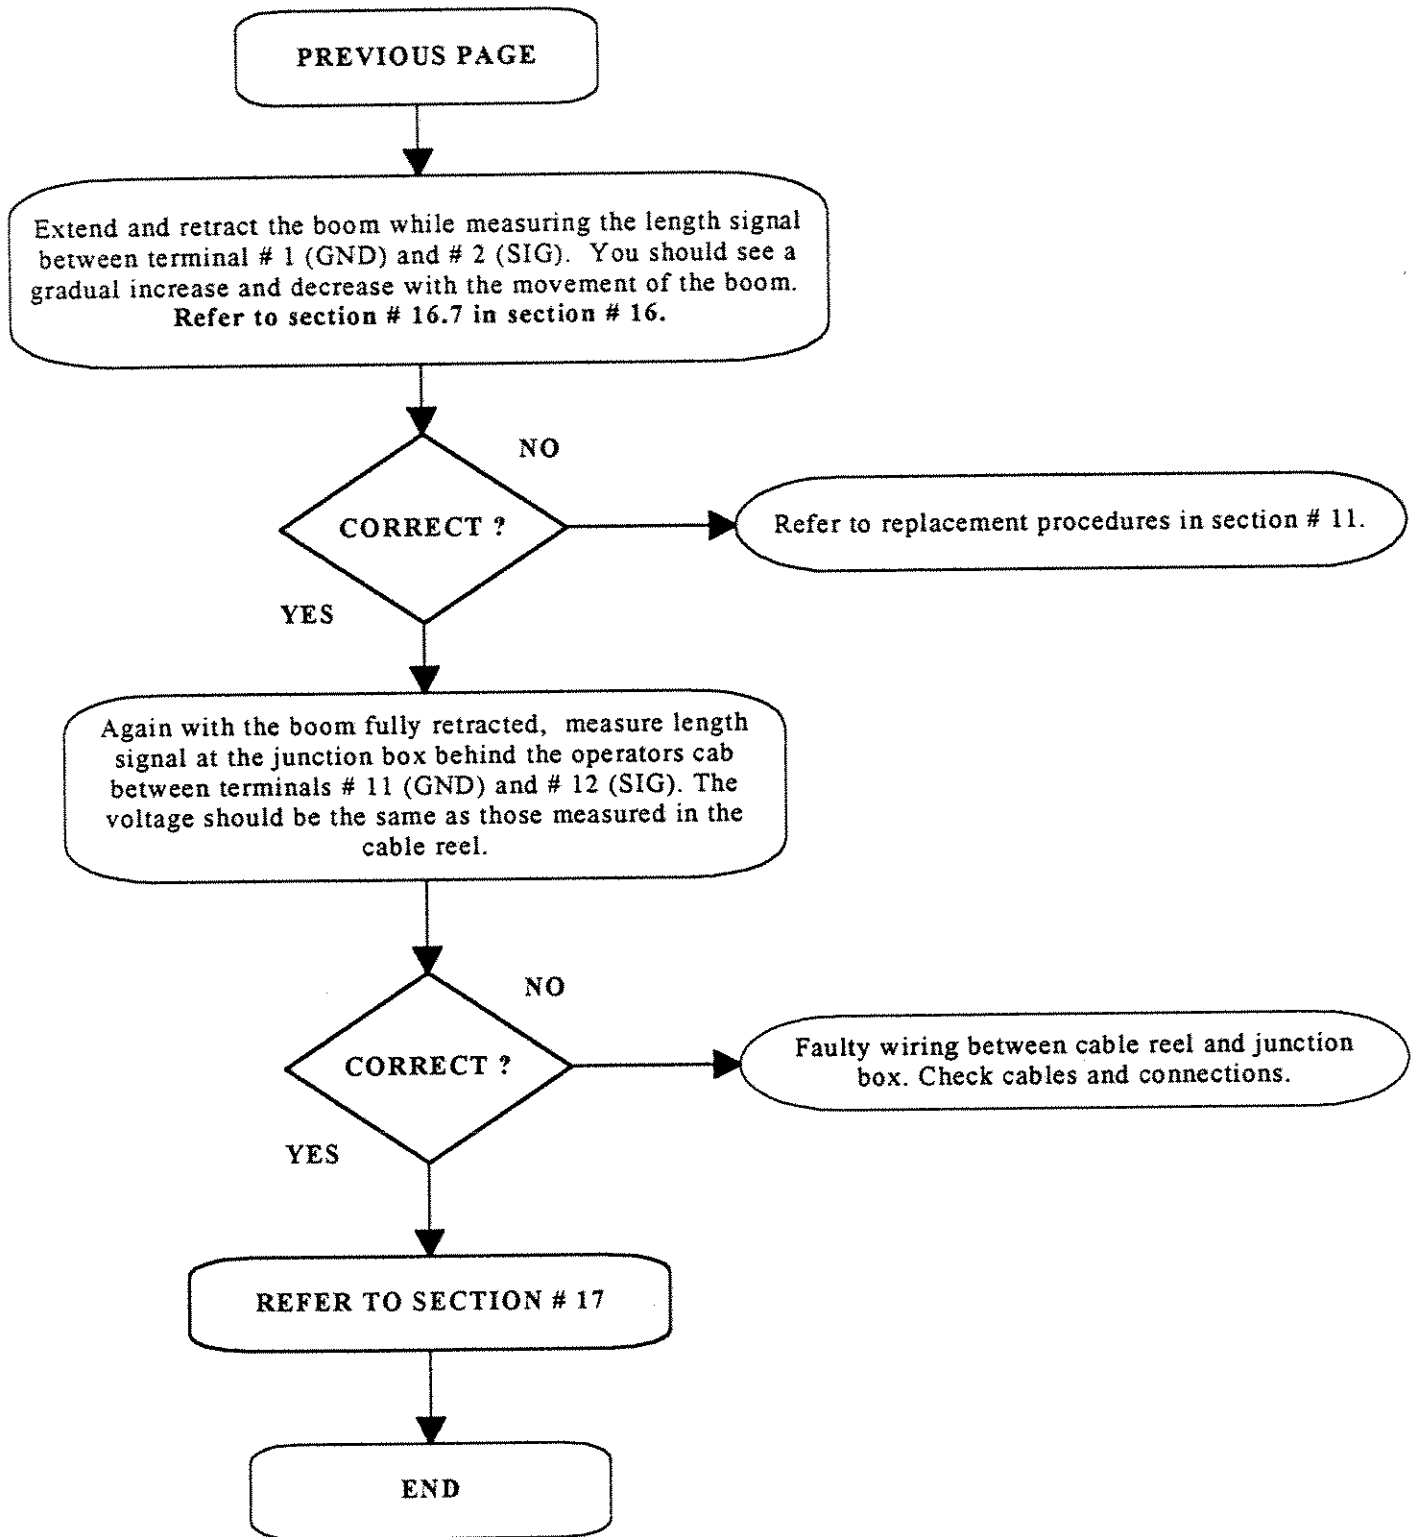 PREVIOUS PAGE
Extend and retract the boom while measuring the length signal
between terminal # 1 (GND) and # 2 (SIG). You should see a
gradual increase and decrease with the movement of the boom.
Refer to section # 16.7 in section # 16.
NO
CORRECT ?
Refer to replacement procedures in section # 11.
YES
Again with the boom fully retracted, measure length
signal at the junction box behind the operators cab
between terminals # 11 (GND) and # 12 (SIG). The
voltage should be the same as those measured in the
cable reel.
NO
CORRECT ?
Faulty wiring between cable reel and junction
box. Check cables and connections.
YES
REFER TO SECTION # 17
END